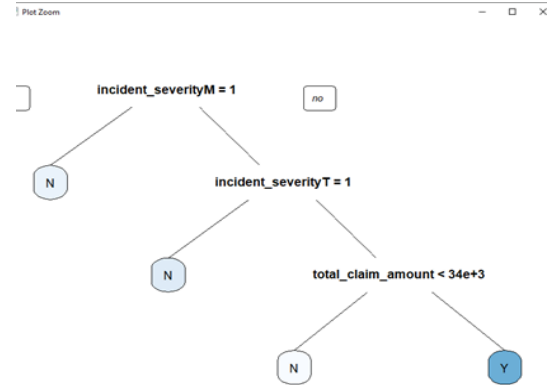 Plot Zoom
incident_severityM = 1
no
N
incident_severityT = 1
N
total_claim_amount < 34e+3
N
Y